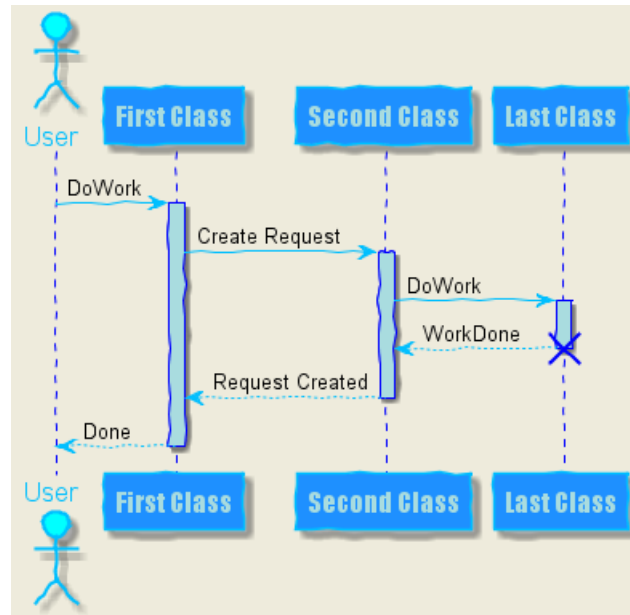 User
First Class
Second Class
Last Class
DoWork
Create Request
DoWork
WorkDone
Request Created
Done
User
First Class
Second Class
Last Class